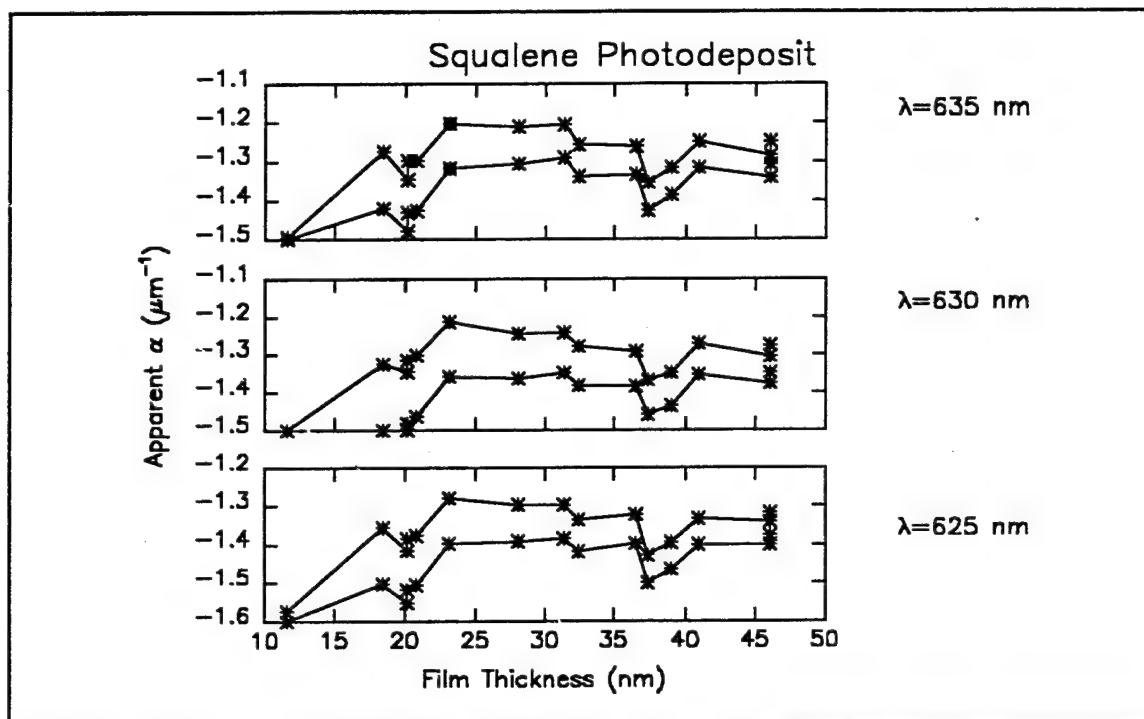 Squalene Photodeposit
−1.1
−1.2
−1.3
−1.4
−1.5
λ=635 nm
−1.1
−1.2
−1.3
−1.4
−1.5
λ=630 nm
−1.2
−1.3
−1.4
−1.5
−1.6
λ=625 nm
Apparent α (μm⁻¹)
10 15 20 25 30 35 40 45 50
Film Thickness (nm)